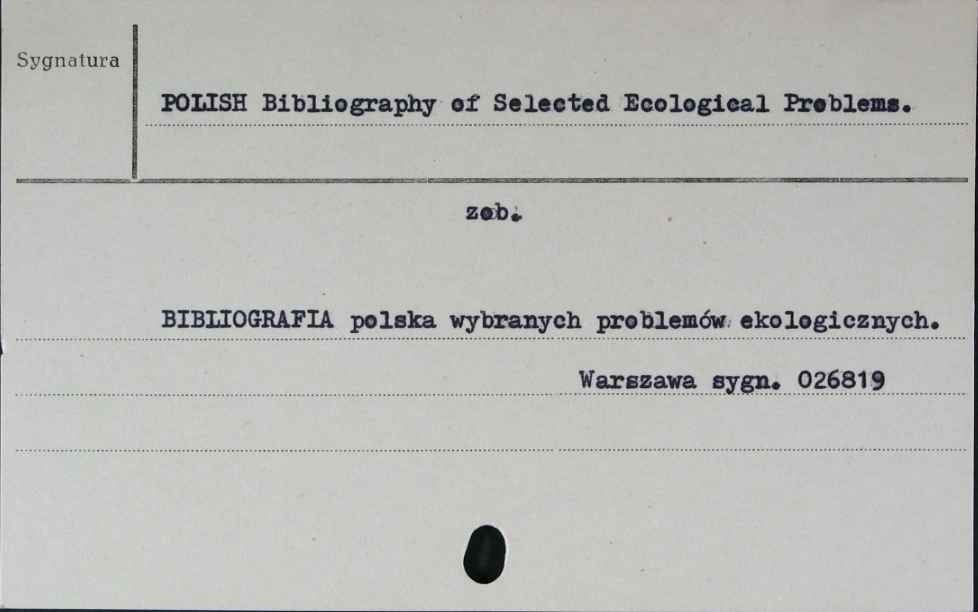 Sygnatura
POLISH Bibliography of Selected Ecological Problems.
zob.
BIBLIOGRAFIA polska wybranych problemów ekologicznych.
Warszawa sygn. 026819